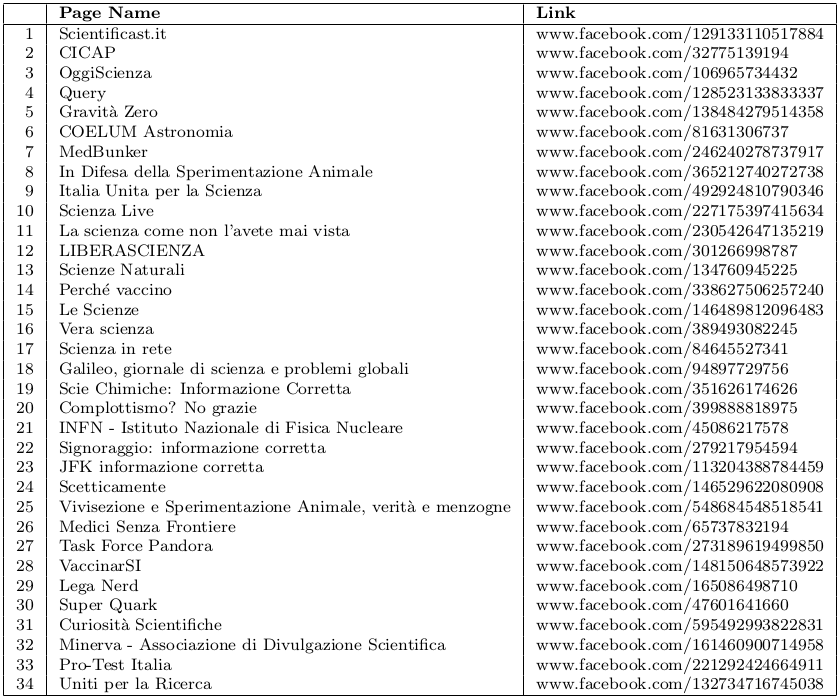 Page Name Link
1 Scientificast.it www.facebook.com/129133110517884
2 CICAP www.facebook.com/32775139194
3 OggiScienza www.facebook.com/106965734432
4 Query www.facebook.com/128523133833337
5 Gravità Zero www.facebook.com/138484279514358
6 COELUM Astronomia www.facebook.com/81631306737
7 MedBunker www.facebook.com/246240278737917
8 In Difesa della Sperimentazione Animale www.facebook.com/365212740272738
9 Italia Unita per la Scienza www.facebook.com/492924810790346
10 Scienza Live www.facebook.com/227175397415634
11 La scienza come non l'avete mai vista www.facebook.com/230542647135219
12 LIBERASCIENZA www.facebook.com/301266998787
13 Scienze Naturali www.facebook.com/134760945225
14 Perché vaccino www.facebook.com/338627506257240
15 Le Scienze www.facebook.com/146489812096483
16 Vera scienza www.facebook.com/389493082245
17 Scienza in rete www.facebook.com/84645527341
18 Galileo, giornale di scienza e problemi globali www.facebook.com/94897729756
19 Scie Chimiche: Informazione Corretta www.facebook.com/351626174626
20 Complottismo? No grazie www.facebook.com/399888818975
21 INFN - Istituto Nazionale di Fisica Nucleare www.facebook.com/45086217578
22 Signoraggio: informazione corretta www.facebook.com/279217954594
23 JFK informazione corretta www.facebook.com/113204388784459
24 Scetticamente www.facebook.com/146529622080908
25 Vivisezione e Sperimentazione Animale, verità e menzogne www.facebook.com/548684548518541
26 Medici Senza Frontiere www.facebook.com/65737832194
27 Task Force Pandora www.facebook.com/273189619499850
28 VaccinarSI www.facebook.com/148150648573922
29 Lega Nerd www.facebook.com/165086498710
30 Super Quark www.facebook.com/47601641660
31 Curiosità Scientifiche www.facebook.com/595492993822831
32 Minerva - Associazione di Divulgazione Scientifica www.facebook.com/161460900714958
33 Pro-Test Italia www.facebook.com/221292424664911
34 Uniti per la Ricerca www.facebook.com/132734716745038